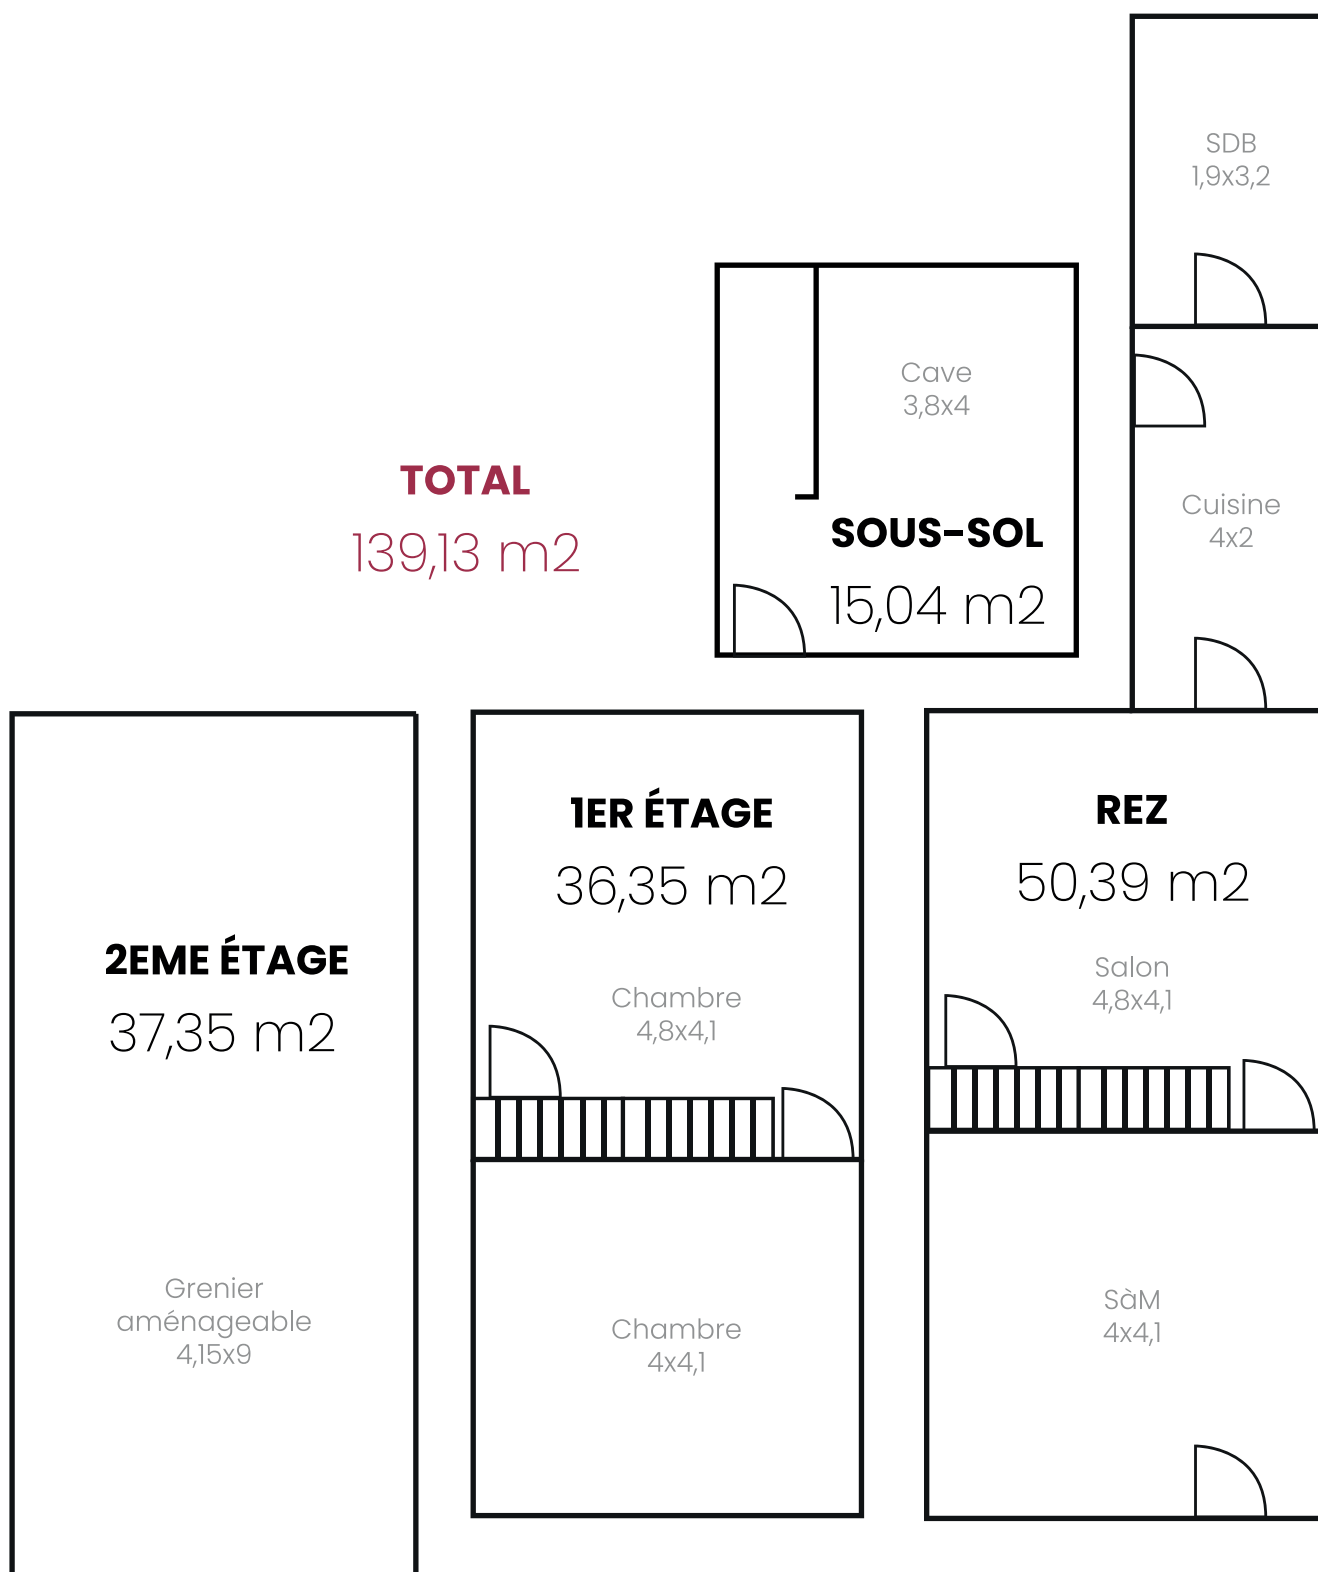 SDB
1,9x3,2
Cave
3,8x4
SOUS-SOL
15,04 m2
Cuisine
4x2
TOTAL
139,13 m2
2EME ÉTAGE
37,35 m2
Grenier
aménageable
4,15x9
1ER ÉTAGE
36,35 m2
Chambre
4,8x4,1
Chambre
4x4,1
REZ
50,39 m2
Salon
4,8x4,1
SàM
4x4,1